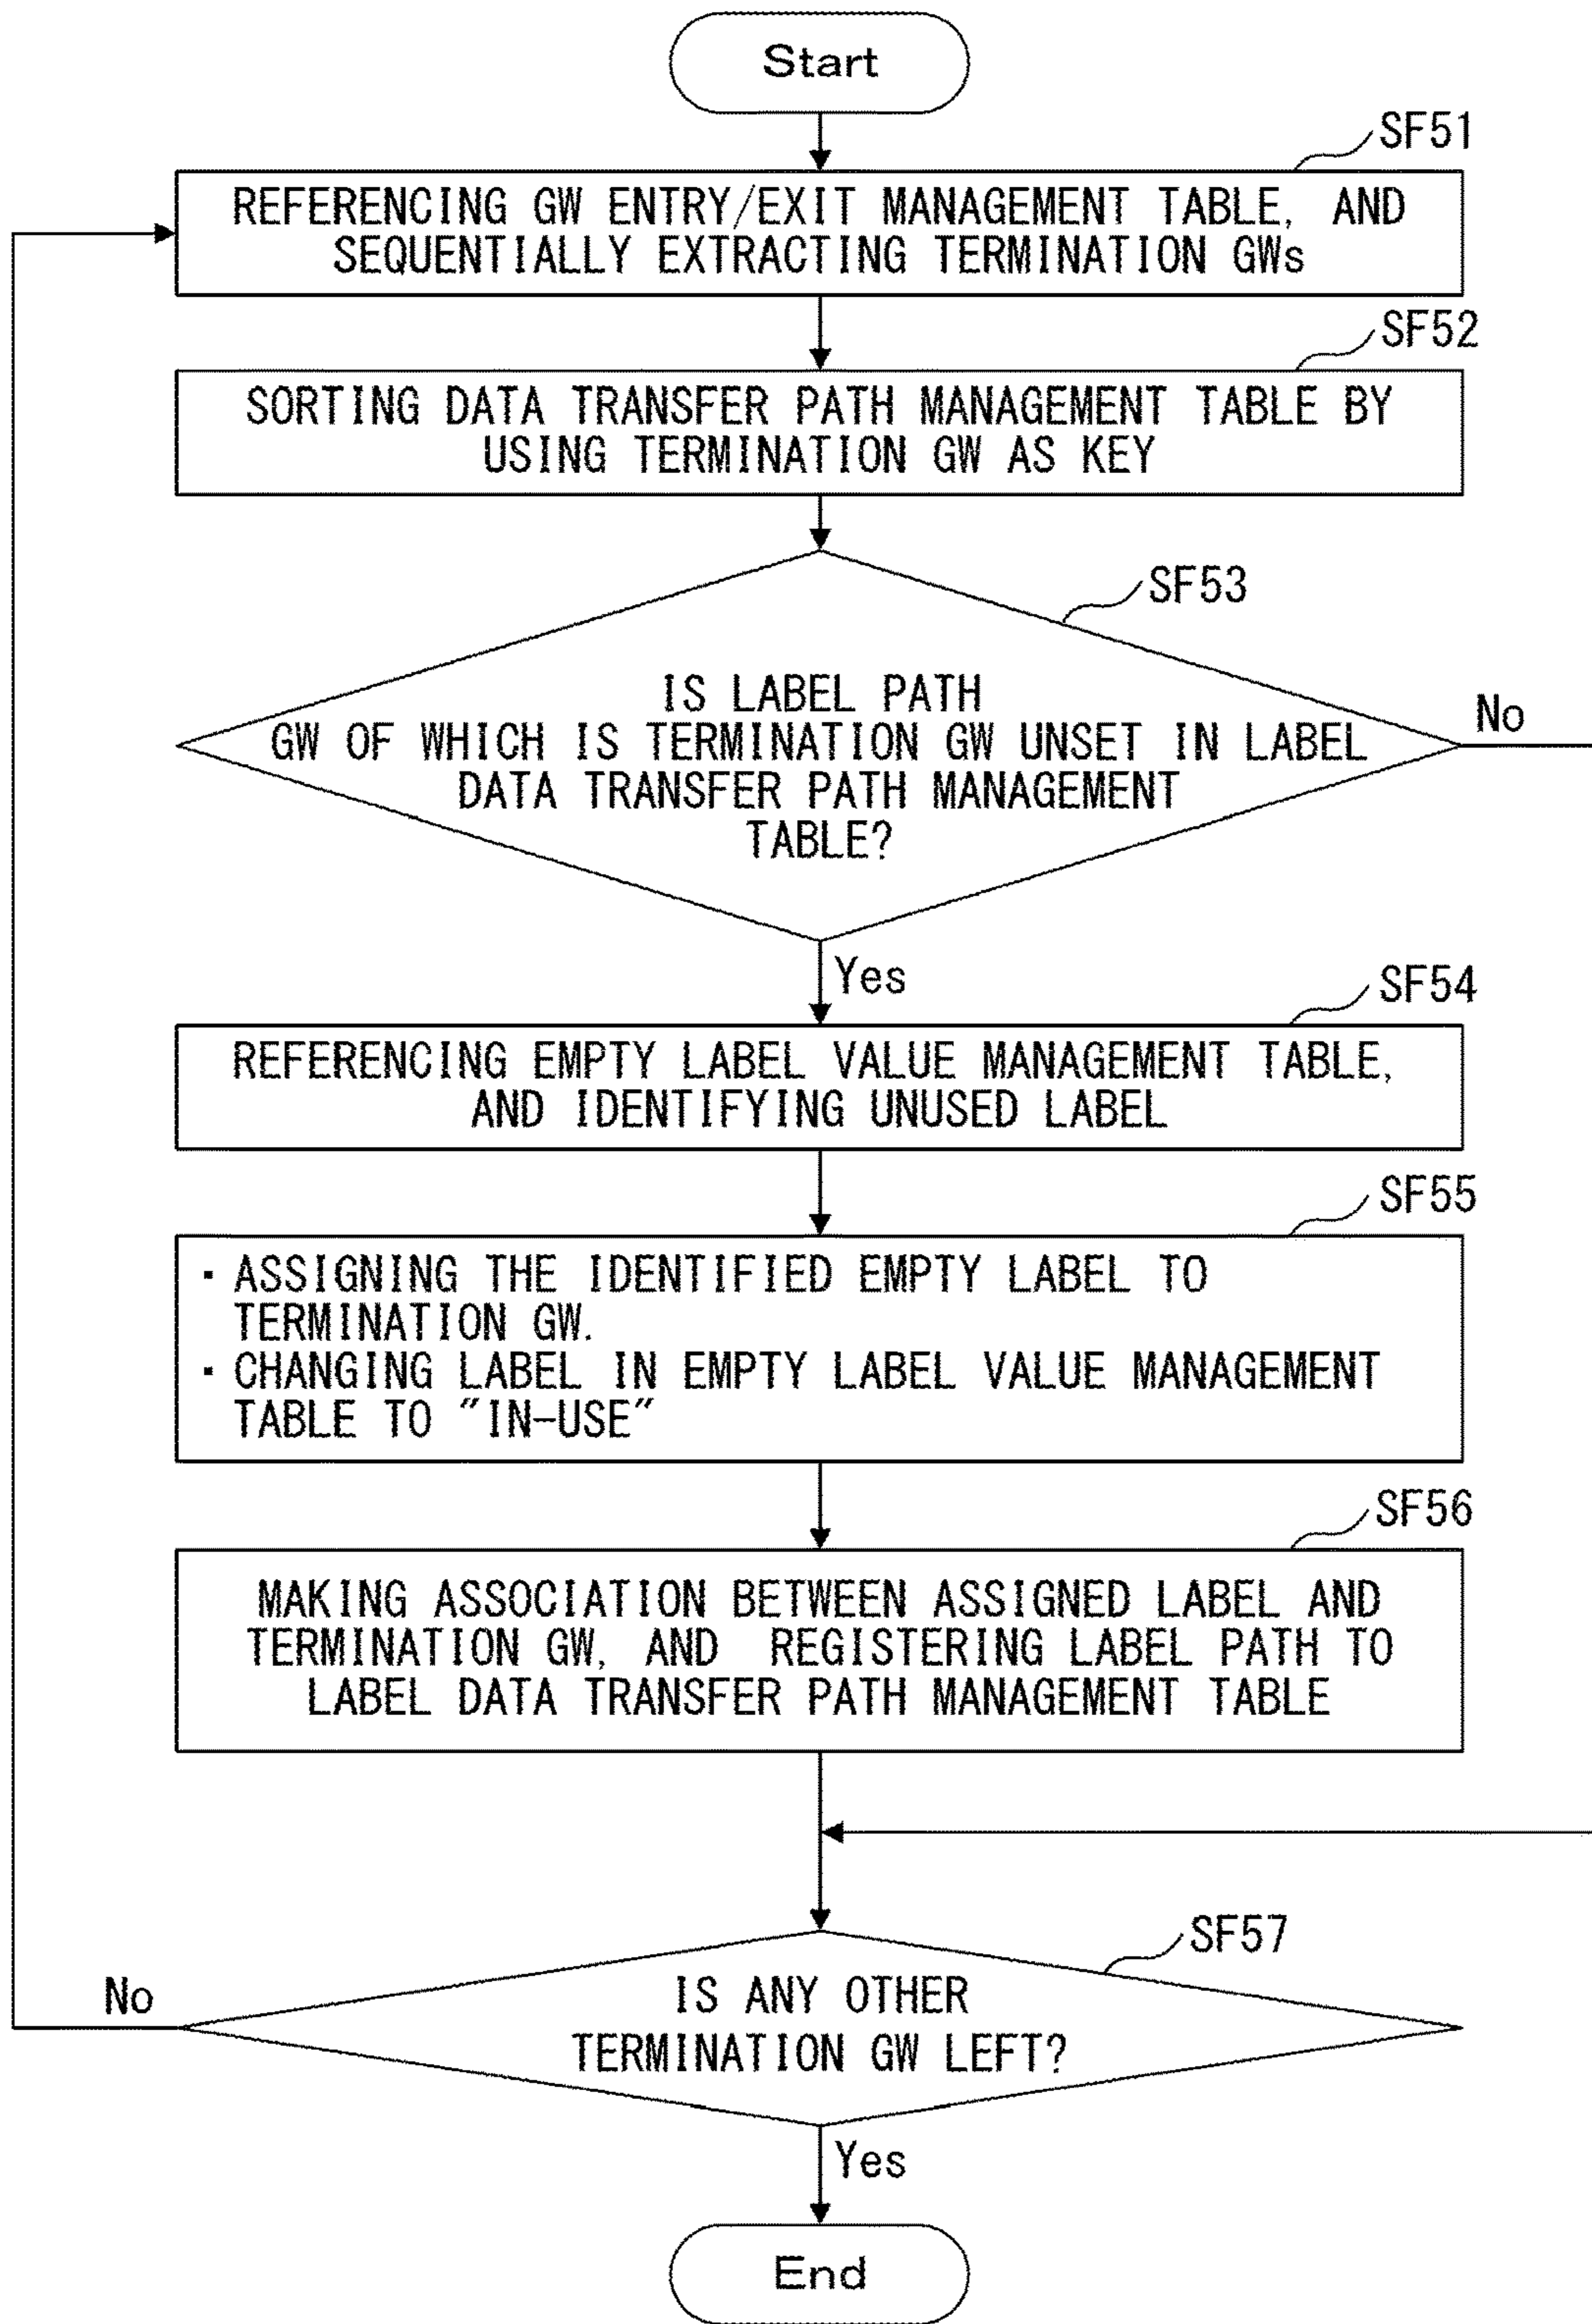 Start
SF51
REFERENCING GW ENTRY/EXIT MANAGEMENT TABLE, AND
SEQUENTIALLY EXTRACTING TERMINATION GWs
SF52
SORTING DATA TRANSFER PATH MANAGEMENT TABLE BY
USING TERMINATION GW AS KEY
SF53
IS LABEL PATH
GW OF WHICH IS TERMINATION GW UNSET IN LABEL
DATA TRANSFER PATH MANAGEMENT
TABLE?
No
Yes
SF54
REFERENCING EMPTY LABEL VALUE MANAGEMENT TABLE,
AND IDENTIFYING UNUSED LABEL
SF55
・ASSIGNING THE IDENTIFIED EMPTY LABEL TO
TERMINATION GW.
・CHANGING LABEL IN EMPTY LABEL VALUE MANAGEMENT
TABLE TO "IN-USE"
SF56
MAKING ASSOCIATION BETWEEN ASSIGNED LABEL AND
TERMINATION GW, AND REGISTERING LABEL PATH TO
LABEL DATA TRANSFER PATH MANAGEMENT TABLE
SF57
No
IS ANY OTHER
TERMINATION GW LEFT?
Yes
End